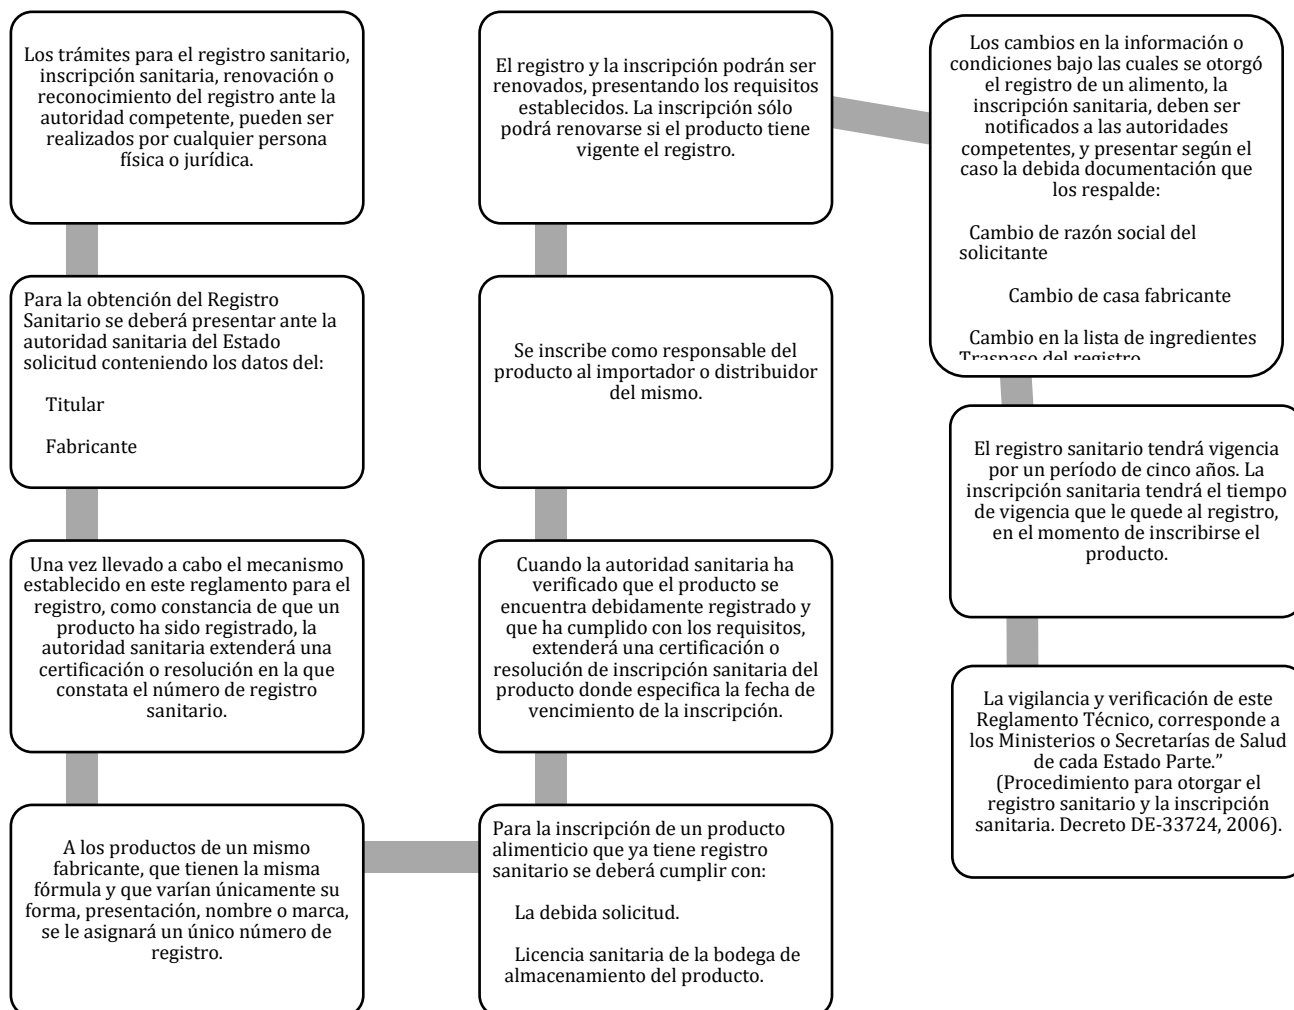 Los trámites para el registro sanitario,
inscripción sanitaria, renovación o
reconocimiento del registro ante la
autoridad competente, pueden ser
realizados por cualquier persona
física o jurídica.
Para la obtención del Registro
Sanitario se deberá presentar ante la
autoridad sanitaria del Estado
solicitud conteniendo los datos del:
Titular
Fabricante
Una vez llevado a cabo el mecanismo
establecido en este reglamento para el
registro, como constancia de que un
producto ha sido registrado, la
autoridad sanitaria extenderá una
certificación o resolución en la que
constata el número de registro
sanitario.
A los productos de un mismo
fabricante, que tienen la misma
fórmula y que varían únicamente su
forma, presentación, nombre o marca,
se le asignará un único número de
registro.
Para la inscripción de un producto
alimenticio que ya tiene registro
sanitario se deberá cumplir con:
La debida solicitud.
Licencia sanitaria de la bodega de
almacenamiento del producto.
Cuando la autoridad sanitaria ha
verificado que el producto se
encuentra debidamente registrado y
que ha cumplido con los requisitos,
extenderá una certificación o
resolución de inscripción sanitaria del
producto donde especifica la fecha de
vencimiento de la inscripción.
Se inscribe como responsable del
producto al importador o distribuidor
del mismo.
El registro y la inscripción podrán ser
renovados, presentando los requisitos
establecidos. La inscripción sólo
podrá renovarse si el producto tiene
vigente el registro.
Los cambios en la información o
condiciones bajo las cuales se otorgó
el registro de un alimento, la
inscripción sanitaria, deben ser
notificados a las autoridades
competentes, y presentar según el
caso la debida documentación que
los respalde:
Cambio de razón social del
solicitante
Cambio de casa fabricante
Cambio en la lista de ingredientes
Traspaso del registro
El registro sanitario tendrá vigencia
por un período de cinco años. La
inscripción sanitaria tendrá el tiempo
de vigencia que le quede al registro,
en el momento de inscribirse el
producto.
La vigilancia y verificación de este
Reglamento Técnico, corresponde a
los Ministerios o Secretarías de Salud
de cada Estado Parte.”
(Procedimiento para otorgar el
registro sanitario y la inscripción
sanitaria. Decreto DE-33724, 2006).